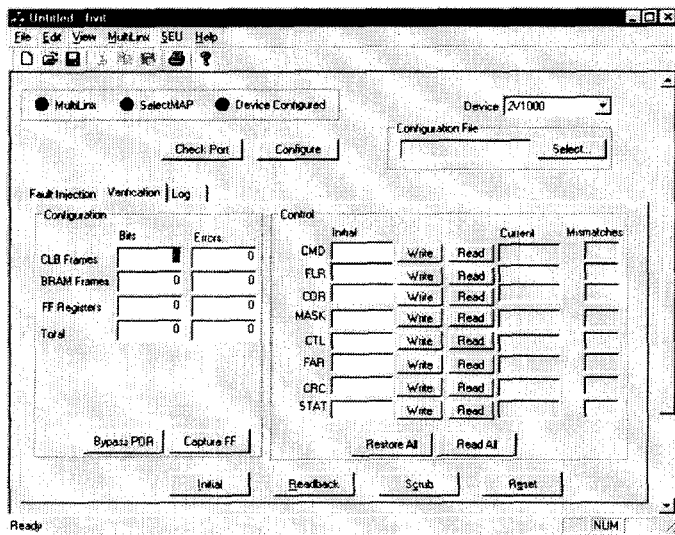 Untitled - fivit
File Edit View MultiLinx SEU Help
MultiLinx SelectMAP Device Configured
Device 2V1000
Configuration File
Check Port Configure Select...
Fault Injection Verification Log
Configuration Control
Bits Errors Initial Current Mismatches
CLB Frames 0
CMD Write Read
FLR Write Read
BRAM Frames 0 0
COR Write Read
FF Registers 0 0
MASK Write Read
Total 0 0
CTL Write Read
FAR Write Read
CRC Write Read
STAT Write Read
Bypass POR Capture FF Restore All Read All
Initial Readback Scrub Reset
Ready NUM